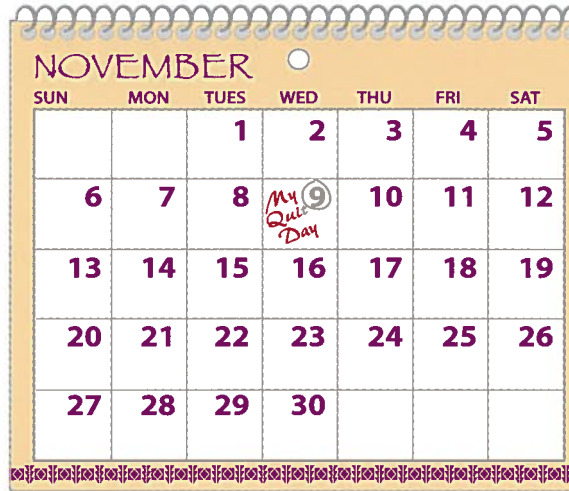 NOVEMBER
SUN MON TUES WED THU FRI SAT
1 2 3 4 5
6 7 8 My 9 10 11 12
Quit
Day
13 14 15 16 17 18 19
20 21 22 23 24 25 26
27 28 29 30